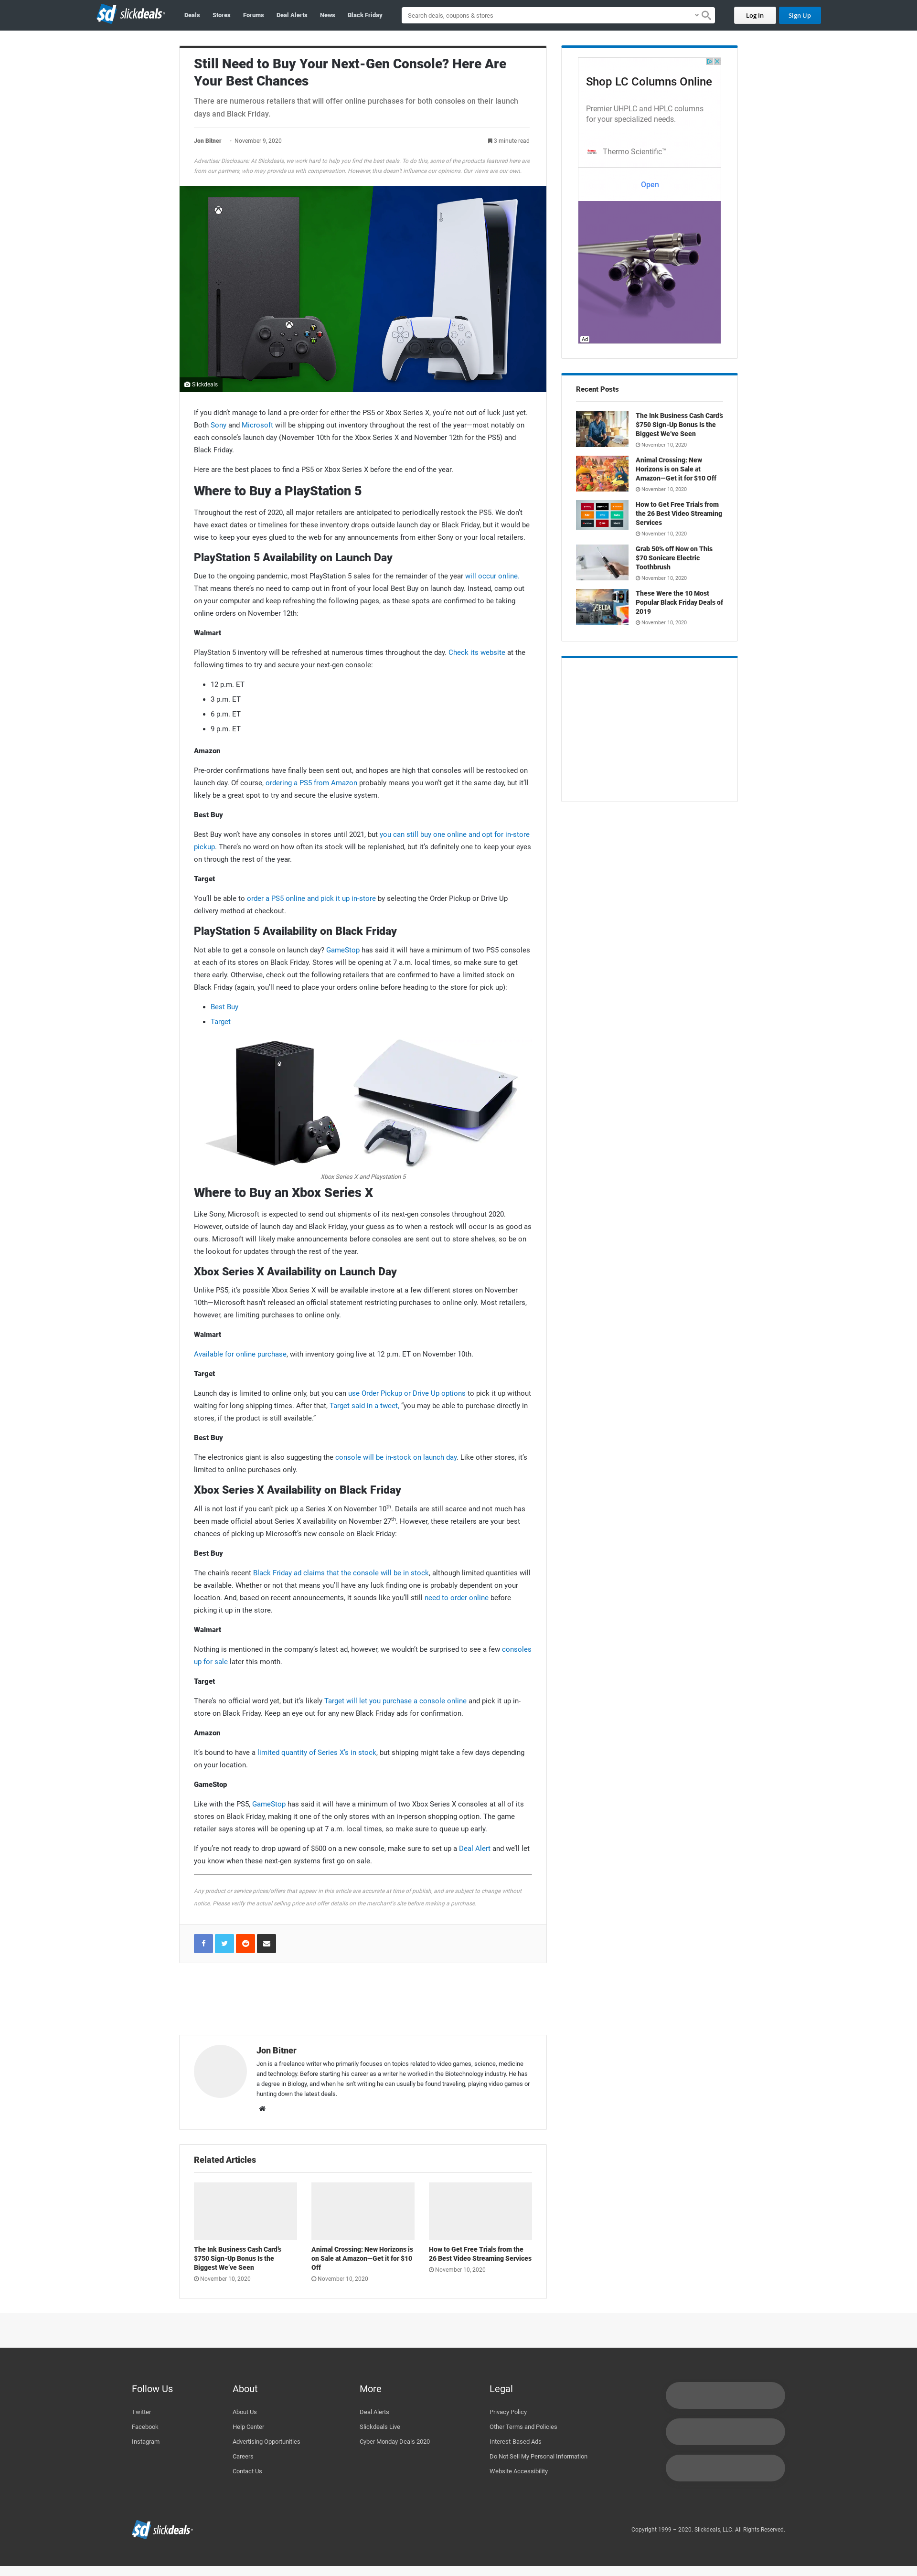 sd slickdeals
Deals
Stores
Forums
Deal Alerts
News
Black Friday
Search deals, coupons & stores
Log In
Sign Up
Still Need to Buy Your Next-Gen Console? Here Are
Your Best Chances
There are numerous retailers that will offer online purchases for both consoles on their launch
days and Black Friday.
Jon Bitner · November 9, 2020
3 minute read
Advertiser Disclosure: At Slickdeals, we work hard to help you find the best deals. To do this, some of the products featured here are
from our partners, who may provide us with compensation. However, this doesn't influence our opinions. Our views are our own.
Slickdeals
If you didn't manage to land a pre-order for either the PS5 or Xbox Series X, you're not out of luck just yet.
Both Sony and Microsoft will be shipping out inventory throughout the rest of the year—most notably on
each console's launch day (November 10th for the Xbox Series X and November 12th for the PS5) and
Black Friday.
Here are the best places to find a PS5 or Xbox Series X before the end of the year.
Where to Buy a PlayStation 5
Throughout the rest of 2020, all major retailers are anticipated to periodically restock the PS5. We don't
have exact dates or timelines for these inventory drops outside launch day or Black Friday, but it would be
wise to keep your eyes glued to the web for any announcements from either Sony or your local retailers.
PlayStation 5 Availability on Launch Day
Due to the ongoing pandemic, most PlayStation 5 sales for the remainder of the year will occur online.
That means there's no need to camp out in front of your local Best Buy on launch day. Instead, camp out
on your computer and keep refreshing the following pages, as these spots are confirmed to be taking
online orders on November 12th:
Walmart
PlayStation 5 inventory will be refreshed at numerous times throughout the day. Check its website at the
following times to try and secure your next-gen console:
12 p.m. ET
3 p.m. ET
6 p.m. ET
9 p.m. ET
Amazon
Pre-order confirmations have finally been sent out, and hopes are high that consoles will be restocked on
launch day. Of course, ordering a PS5 from Amazon probably means you won't get it the same day, but it'll
likely be a great spot to try and secure the elusive system.
Best Buy
Best Buy won't have any consoles in stores until 2021, but you can still buy one online and opt for in-store
pickup. There's no word on how often its stock will be replenished, but it's definitely one to keep your eyes
on through the rest of the year.
Target
You'll be able to order a PS5 online and pick it up in-store by selecting the Order Pickup or Drive Up
delivery method at checkout.
PlayStation 5 Availability on Black Friday
Not able to get a console on launch day? GameStop has said it will have a minimum of two PS5 consoles
at each of its stores on Black Friday. Stores will be opening at 7 a.m. local times, so make sure to get
there early. Otherwise, check out the following retailers that are confirmed to have a limited stock on
Black Friday (again, you'll need to place your orders online before heading to the store for pick up):
Best Buy
Target
Xbox Series X and Playstation 5
Where to Buy an Xbox Series X
Like Sony, Microsoft is expected to send out shipments of its next-gen consoles throughout 2020.
However, outside of launch day and Black Friday, your guess as to when a restock will occur is as good as
ours. Microsoft will likely make announcements before consoles are sent out to store shelves, so be on
the lookout for updates through the rest of the year.
Xbox Series X Availability on Launch Day
Unlike PS5, it's possible Xbox Series X will be available in-store at a few different stores on November
10th—Microsoft hasn't released an official statement restricting purchases to online only. Most retailers,
however, are limiting purchases to online only.
Walmart
Available for online purchase, with inventory going live at 12 p.m. ET on November 10th.
Target
Launch day is limited to online only, but you can use Order Pickup or Drive Up options to pick it up without
waiting for long shipping times. After that, Target said in a tweet, "you may be able to purchase directly in
stores, if the product is still available."
Best Buy
The electronics giant is also suggesting the console will be in-stock on launch day. Like other stores, it's
limited to online purchases only.
Xbox Series X Availability on Black Friday
All is not lost if you can't pick up a Series X on November 10th. Details are still scarce and not much has
been made official about Series X availability on November 27th. However, these retailers are your best
chances of picking up Microsoft's new console on Black Friday:
Best Buy
The chain's recent Black Friday ad claims that the console will be in stock, although limited quantities will
be available. Whether or not that means you'll have any luck finding one is probably dependent on your
location. And, based on recent announcements, it sounds like you'll still need to order online before
picking it up in the store.
Walmart
Nothing is mentioned in the company's latest ad, however, we wouldn't be surprised to see a few consoles
up for sale later this month.
Target
There's no official word yet, but it's likely Target will let you purchase a console online and pick it up in-
store on Black Friday. Keep an eye out for any new Black Friday ads for confirmation.
Amazon
It's bound to have a limited quantity of Series X's in stock, but shipping might take a few days depending
on your location.
GameStop
Like with the PS5, GameStop has said it will have a minimum of two Xbox Series X consoles at all of its
stores on Black Friday, making it one of the only stores with an in-person shopping option. The game
retailer says stores will be opening up at 7 a.m. local times, so make sure to queue up early.
If you're not ready to drop upward of $500 on a new console, make sure to set up a Deal Alert and we'll let
you know when these next-gen systems first go on sale.
Any product or service prices/offers that appear in this article are accurate at time of publish, and are subject to change without
notice. Please verify the actual selling price and offer details on the merchant's site before making a purchase.
Jon Bitner
Jon is a freelance writer who primarily focuses on topics related to video games, science, medicine
and technology. Before starting his career as a writer he worked in the Biotechnology industry. He has
a degree in Biology, and when he isn't writing he can usually be found traveling, playing video games or
hunting down the latest deals.
Related Articles
The Ink Business Cash Card's
$750 Sign-Up Bonus Is the
Biggest We've Seen
November 10, 2020
Animal Crossing: New Horizons is
on Sale at Amazon—Get it for $10
Off
November 10, 2020
How to Get Free Trials from the
26 Best Video Streaming Services
November 10, 2020
Shop LC Columns Online
Premier UHPLC and HPLC columns
for your specialized needs.
Thermo Scientific™
Open
Ad
Recent Posts
The Ink Business Cash Card's
$750 Sign-Up Bonus Is the
Biggest We've Seen
November 10, 2020
Animal Crossing: New
Horizons is on Sale at
Amazon—Get it for $10 Off
November 10, 2020
How to Get Free Trials from
the 26 Best Video Streaming
Services
November 10, 2020
Grab 50% off Now on This
$70 Sonicare Electric
Toothbrush
November 10, 2020
ZELDA
These Were the 10 Most
Popular Black Friday Deals of
2019
November 10, 2020
Follow Us
Twitter
Facebook
Instagram
About
About Us
Help Center
Advertising Opportunities
Careers
Contact Us
More
Deal Alerts
Slickdeals Live
Cyber Monday Deals 2020
Legal
Privacy Policy
Other Terms and Policies
Interest-Based Ads
Do Not Sell My Personal Information
Website Accessibility
sd slickdeals
Copyright 1999 – 2020. Slickdeals, LLC. All Rights Reserved.